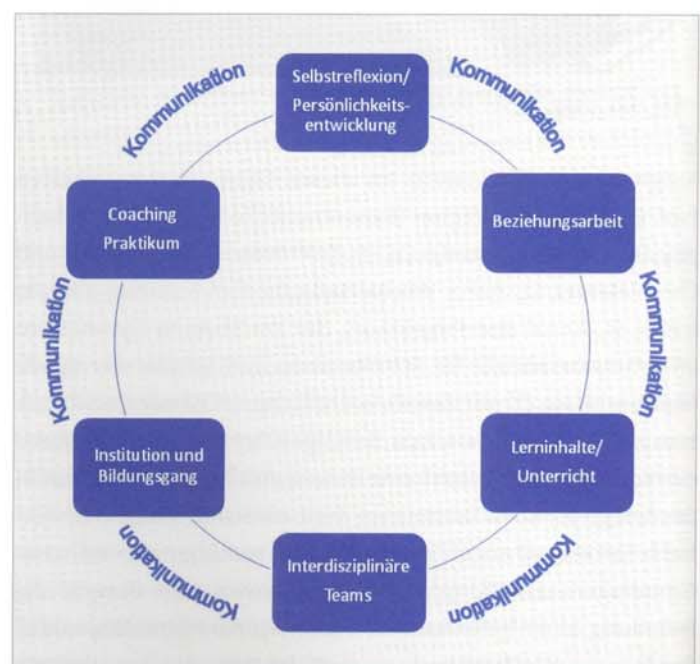 Kommunikation
Selbstreflexion/
Persönlichkeits-
entwicklung
Kommunikation
Coaching
Praktikum
Beziehungsarbeit
Kommunikation
Kommunikation
Institution und
Bildungsgang
Lerninhalte/
Unterricht
Kommunikation
Interdisziplinäre
Teams
Kommunikation